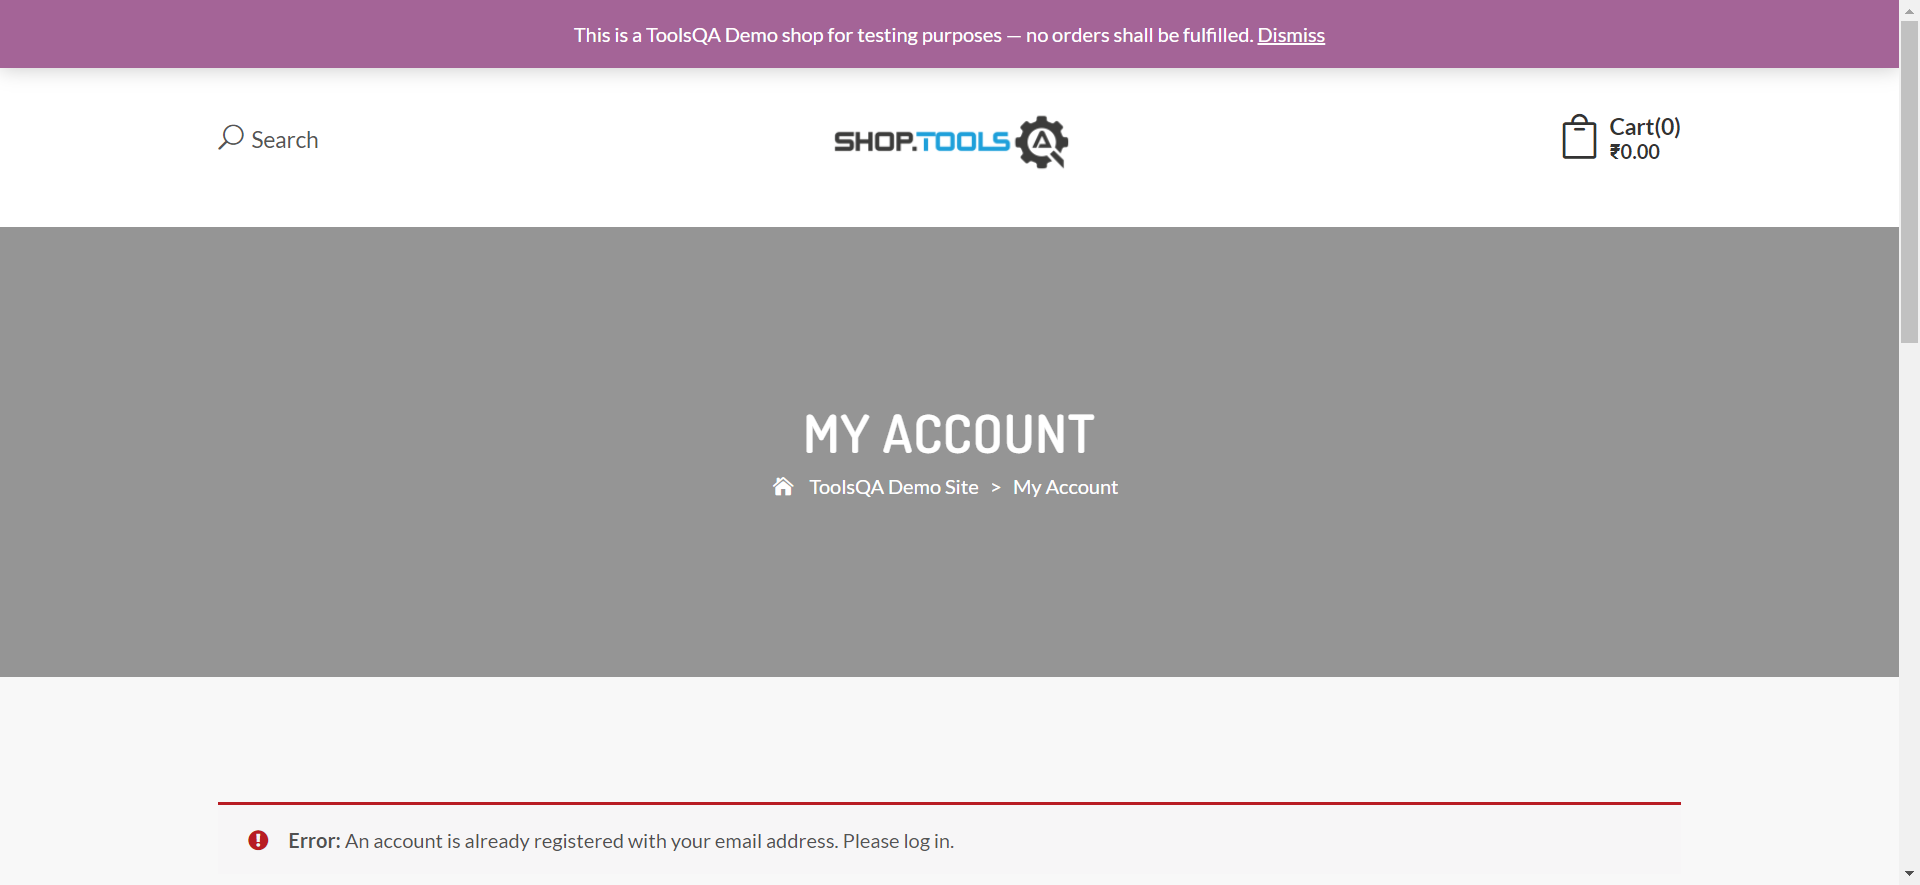 This is a ToolsQA Demo shop for testing purposes — no orders shall be fulfilled. Dismiss
Search
SHOP.TOOLS
Cart(0)
₹0.00
MY ACCOUNT
ToolsQA Demo Site > My Account
Error: An account is already registered with your email address. Please log in.